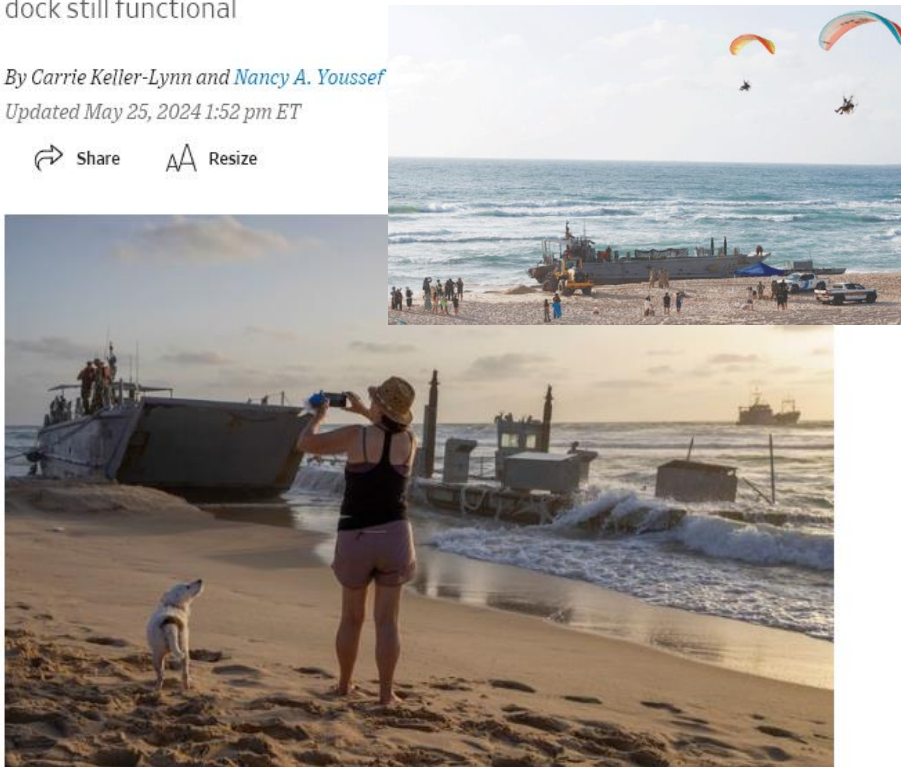 dock still functional
By Carrie Keller-Lynn and Nancy A. Youssef
Updated May 25, 2024 1:52 pm ET
Share
AA Resize